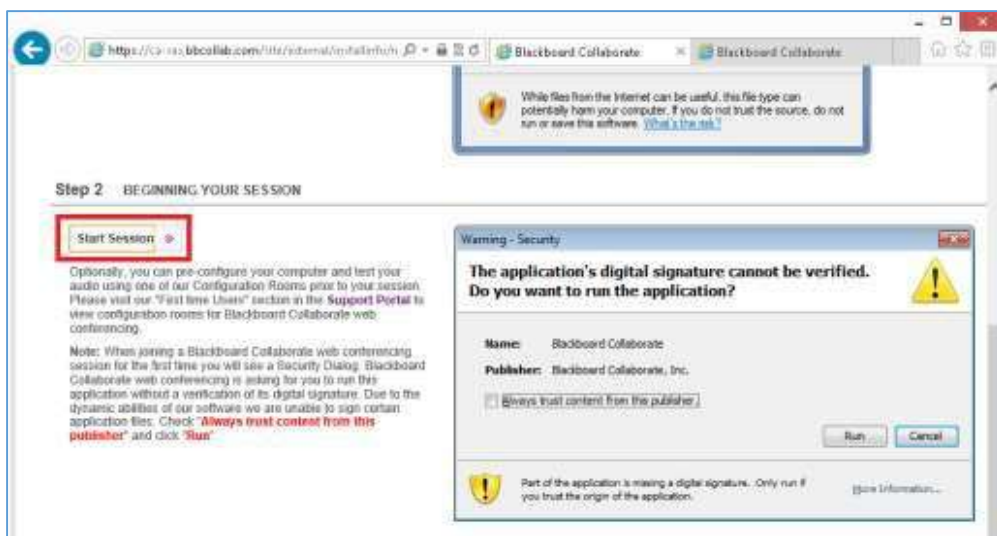 https://ca-sas.bbcollab.com/site/external/
Blackboard Collaborate
Blackboard Collaborate
While files from the Internet can be useful, this file type can
potentially harm your computer. If you do not trust the source, do not
run or save this software. What's the risk?
Step 2 BEGINNING YOUR SESSION
Start Session
Optionally, you can pre-configure your computer and test your
audio using one of our Configuration Rooms prior to your session.
Please visit our "First time Users" section in the Support Portal to
view configuration rooms for Blackboard Collaborate web
conferencing.
Note: When joining a Blackboard Collaborate web conferencing
session for the first time you will see a Security Dialog. Blackboard
Collaborate web conferencing is asking for you to run this
application without a verification of its digital signature. Due to the
dynamic abilities of our software we are unable to sign certain
application files. Check "Always trust content from this
publisher" and click "Run"
Warning - Security
The application's digital signature cannot be verified.
Do you want to run the application?
Name: Blackboard Collaborate
Publisher: Blackboard Collaborate, Inc.
Always trust content from this publisher.
Run
Cancel
Part of the application is missing a digital signature. Only run if
you trust the origin of the application.
More Information...